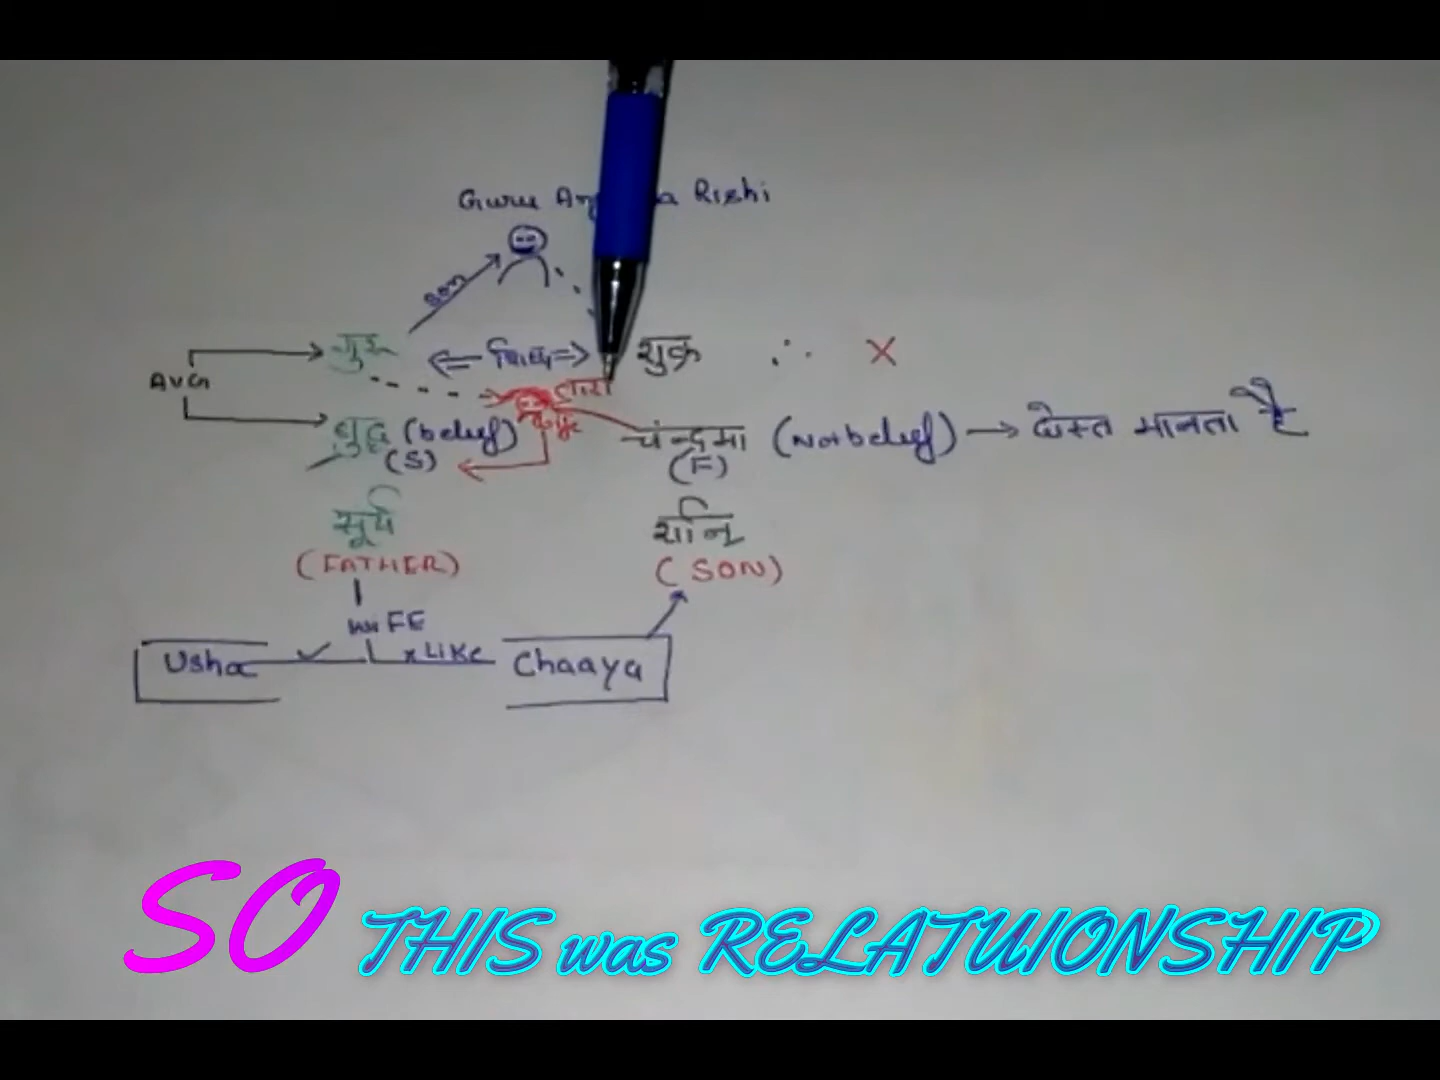 Guru a Rishi
son
गुरु शिष्य शुक्र ∴ X
AVG
तारा
wife
बुद्ध (belief) चंन्द्रमा (Not belief) → दोस्त मानता है
(S) (F)
सूर्य शनि
(FATHER) (SON)
WIFE
Usha ✓ x LIKE Chaaya
SO THIS was RELATUIONSHIP